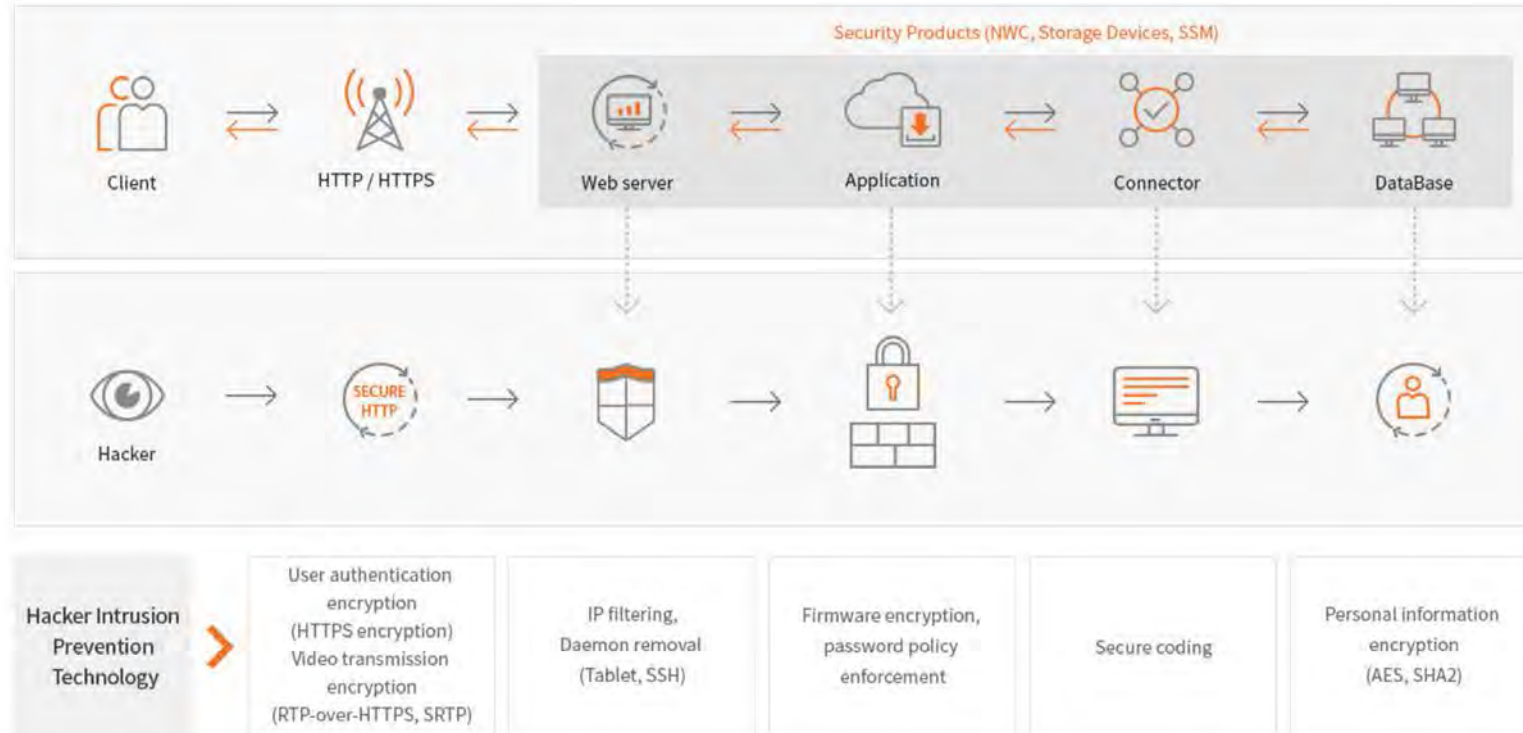 Security Products (NWC, Storage Devices, SSM)
Client
HTTP / HTTPS
Web server
Application
Connector
DataBase
SECURE
HTTP
Hacker
Hacker Intrusion
Prevention
Technology
User authentication
encryption
(HTTPS encryption)
Video transmission
encryption
(RTP-over-HTTPS, SRTP)
IP filtering,
Daemon removal
(Tablet, SSH)
Firmware encryption,
password policy
enforcement
Secure coding
Personal information
encryption
(AES, SHA2)